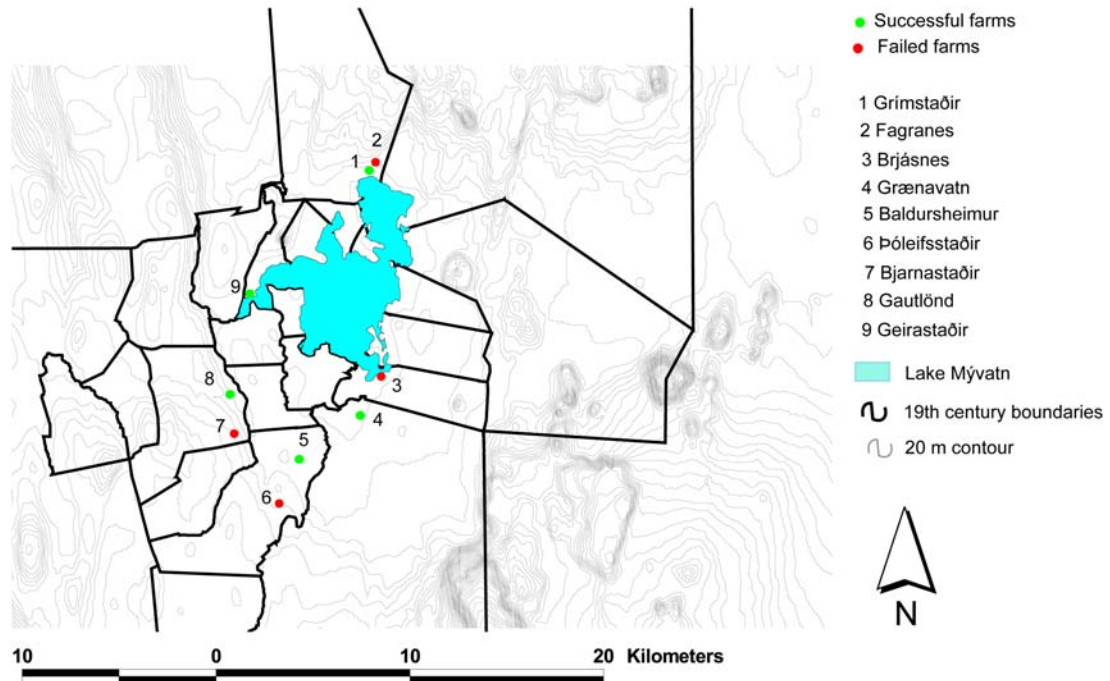 Successful farms
Failed farms
1 Grímstaðir
2 Fagranes
3 Brjásnes
4 Grænavatn
5 Baldursheimur
6 Þóleifsstaðir
7 Bjarnastaðir
8 Gautlönd
9 Geirastaðir
Lake Mývatn
19th century boundaries
20 m contour
N
2
1
9
3
8
4
7
5
6
10 0 10 20 Kilometers